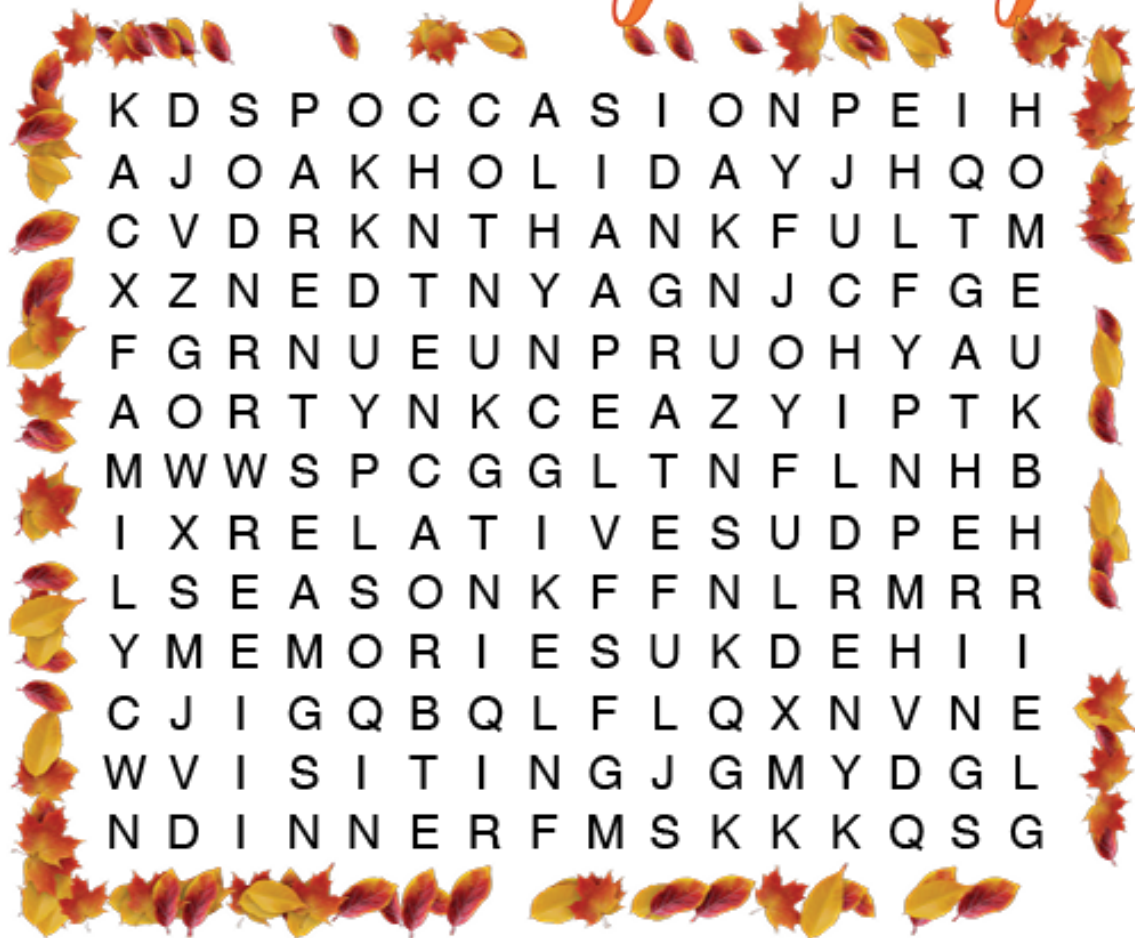 K D S P O C C A S I O N P E I H
A J O A K H O L I D A Y J H Q O
C V D R K N T H A N K F U L T M
X Z N E D T N Y A G N J C F G E
F G R N U E U N P R U O H Y A U
A O R T Y N K C E A Z Y I P T K
M W W S P C G G L T N F L N H B
I X R E L A T I V E S U D P E H
L S E A S O N K F F N L R M R R
Y M E M O R I E S U K D E H I I
C J I G Q B Q L F L Q X N V N E
W V I S I T I N G J G M Y D G L
N D I N N E R F M S K K K Q S G